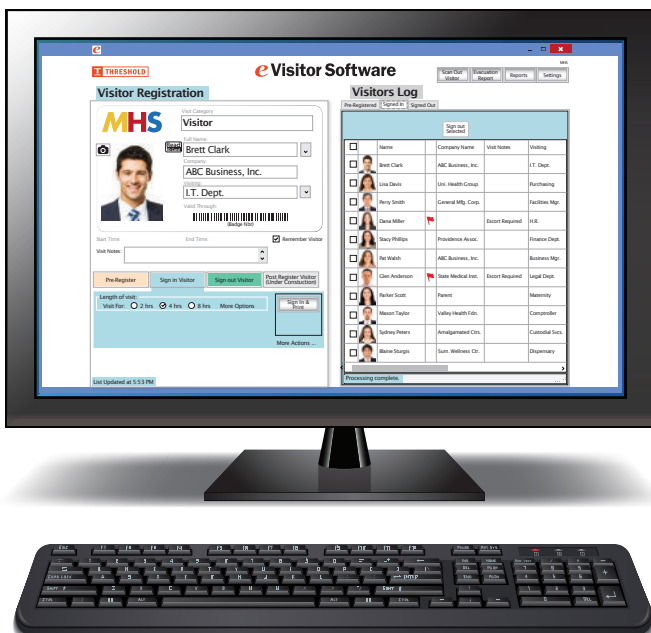 e
MHS
THRESHOLD
eVisitor Software
Scan Out Visitor
Evacuation Report
Reports
Settings
Visitor Registration
Visitors Log
Pre-Registered Signed In Signed Out
MHS
Visit Category
Visitor
Full Name
Brett Clark
Company
ABC Business, Inc.
Visiting
I.T. Dept.
Valid Through:
(Badge Nbr)
Start Time
End Time
Remember Visitor
Visit Notes:
Pre-Register
Sign in Visitor
Sign out Visitor
Post Register Visitor
(Under Constuction)
Length of visit:
Visit For: 2 hrs 4 hrs 8 hrs More Options
Sign In &
Print
More Actions ...
List Updated at 5:53 PM
Sign out
Selected
Name Company Name Visit Notes Visiting
Brett Clark ABC Business, Inc. I.T. Dept.
Lisa Davis Uni. Health Group Purchasing
Perry Smith General Mfg. Corp. Facilities Mgr.
Dana Miller Escort Required H.R.
Stacy Phillips Providence Assoc. Finance Dept.
Pat Walsh ABC Business, Inc. Business Mgr.
Glen Anderson State Medical Inst. Escort Required Legal Dept.
Parker Scott Parent Maternity
Mason Taylor Valley Health Fdn. Comptroller
Sydney Peters Amalgamated Ctrs. Custodial Svcs.
Blaine Sturgis Sum. Wellness Ctr. Dispensary
Processing complete.